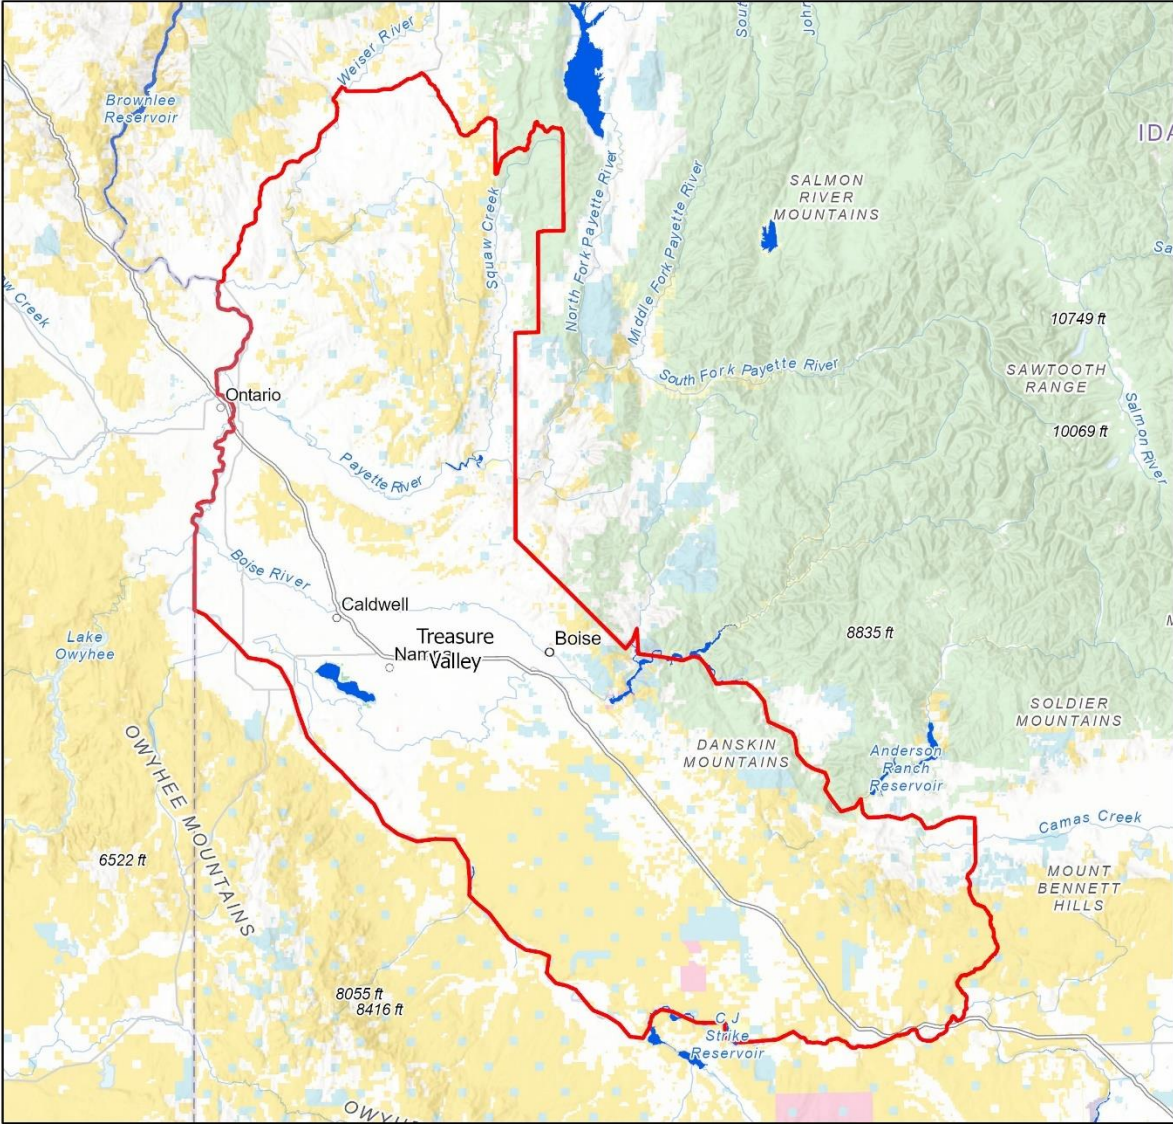 Sout
John
Weiser River
Brownlee
Reservoir
IDA
SALMON
RIVER
MOUNTAINS
North Fork Payette River
Middle Fork Payette River
Squaw Creek
Sa
w Creek
10749 ft
SAWTOOTH
RANGE
South Fork Payette River
Salmon River
Ontario
10069 ft
Payette River
Boise River
Caldwell
8835 ft
Lake
Owyhee
Treasure
Valley
Nampa
Boise
SOLDIER
MOUNTAINS
DANSKIN
MOUNTAINS
Anderson
Ranch
Reservoir
OWYHEE MOUNTAINS
Camas Creek
6522 ft
MOUNT
BENNETT
HILLS
8055 ft
8416 ft
C J
Strike
Reservoir
OWYH